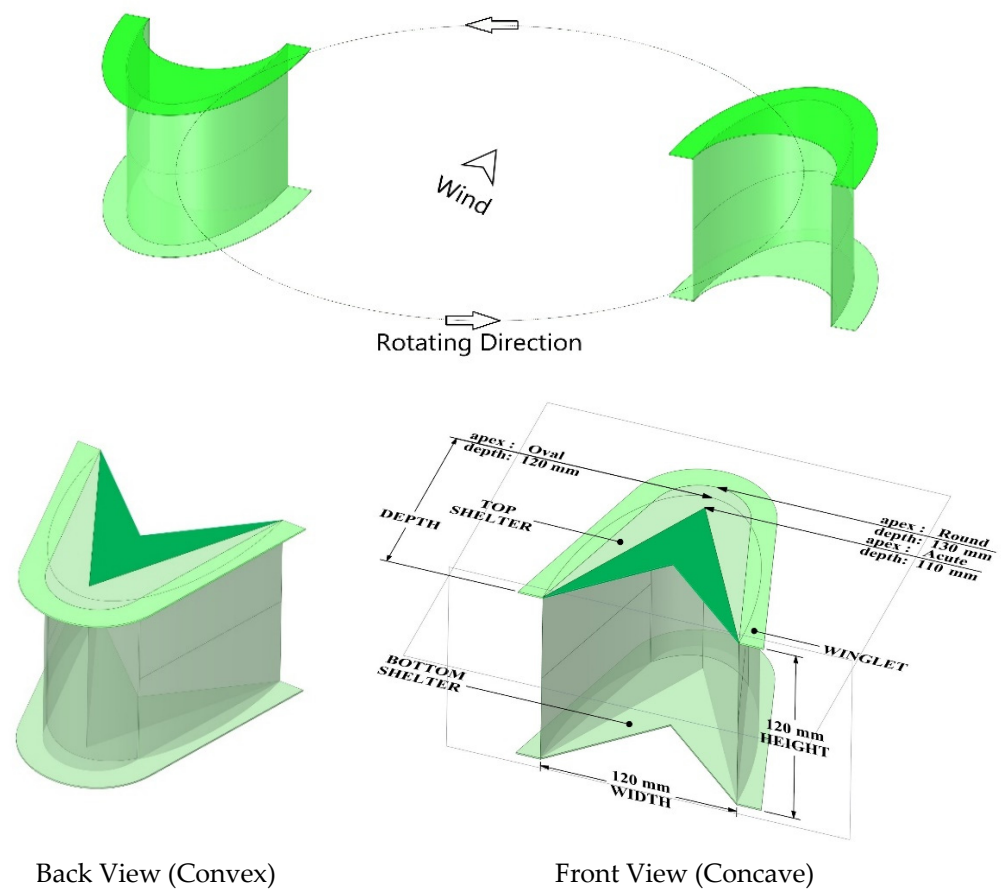 Wind
Rotating Direction
apex :   Oval
depth: 120 mm
DEPTH
TOP
SHELTER
apex :   Round
depth: 130 mm
apex :   Acute
depth: 110 mm
WINGLET
BOTTOM
SHELTER
120 mm
HEIGHT
120 mm
WIDTH
Back View (Convex)
Front View (Concave)